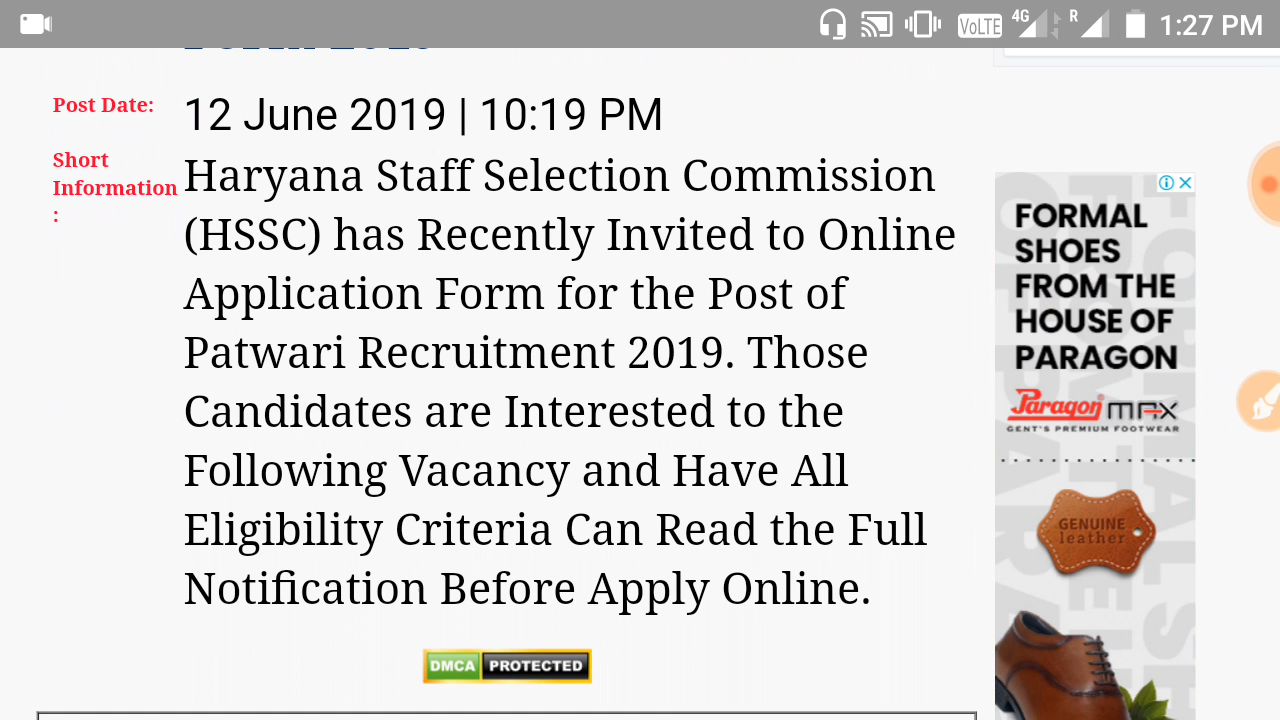 4G R VoLTE 1:27 PM
Post Date:
12 June 2019 | 10:19 PM
Short
Information
:
Haryana Staff Selection Commission
(HSSC) has Recently Invited to Online
Application Form for the Post of
Patwari Recruitment 2019. Those
Candidates are Interested to the
Following Vacancy and Have All
Eligibility Criteria Can Read the Full
Notification Before Apply Online.
DMCA PROTECTED
FORMAL
SHOES
FROM THE
HOUSE OF
PARAGON
Paragon MAX
GENT'S PREMIUM FOOTWEAR
GENUINE
leather